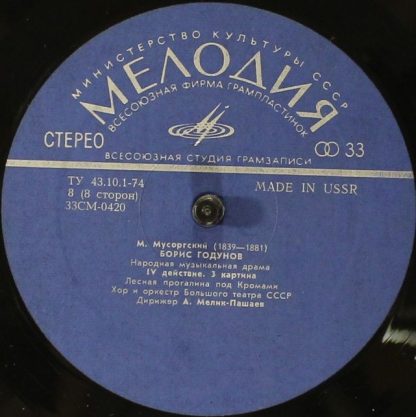 МИНИСТЕРСТВО КУЛЬТУРЫ СССР
МЕЛОДИЯ
ВСЕСОЮЗНАЯ ФИРМА ГРАМПЛАСТИНОК
СТЕРЕО 33
ВСЕСОЮЗНАЯ СТУДИЯ ГРАМЗАПИСИ
ТУ 43.10.1-74
8 (8 сторон) MADE IN USSR
33СМ-0420
М. Мусоргский (1839—1881)
БОРИС ГОДУНОВ
Народная музыкальная драма
IV действие. 3 картина
Лесная прогалина под Кромами
Хор и оркестр Большого театра СССР
Дирижер А. Мелик-Пашаев